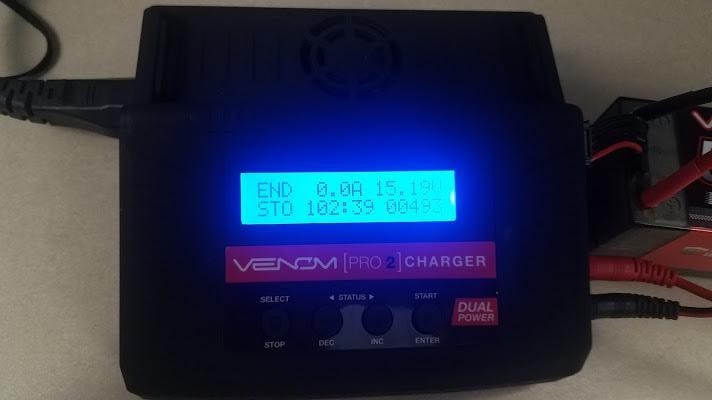 END 0.0A 15.19V
STO 102:39 00493
VENOM [PRO 2] CHARGER
SELECT
◄ STATUS ►
START
STOP
DEC
INC
ENTER
DUAL
POWER